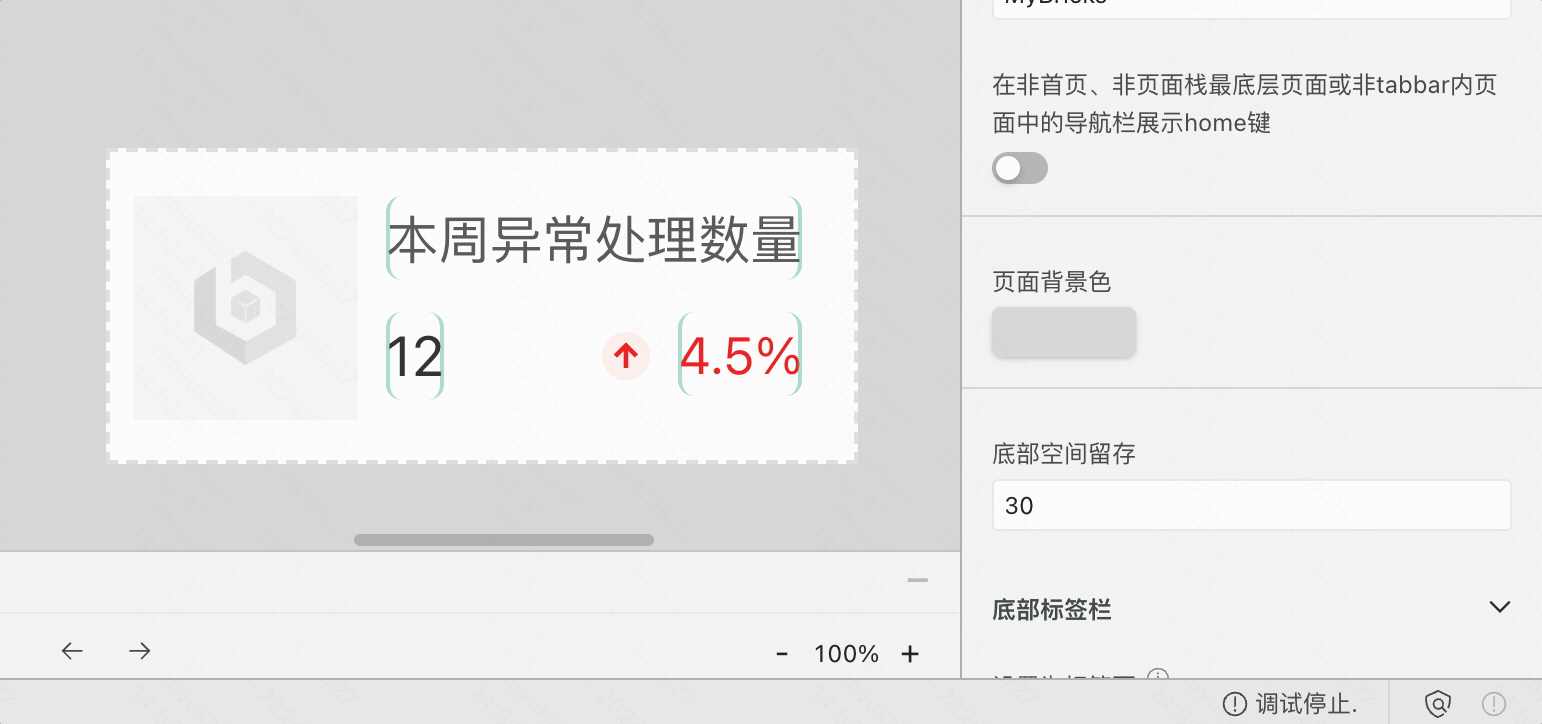 MyBricks
在非首页、非页面栈最底层页面或非tabbar内页
面中的导航栏展示home键
本周异常处理数量
12
4.5%
页面背景色
底部空间留存
30
底部标签栏
- 100% +
调试停止.